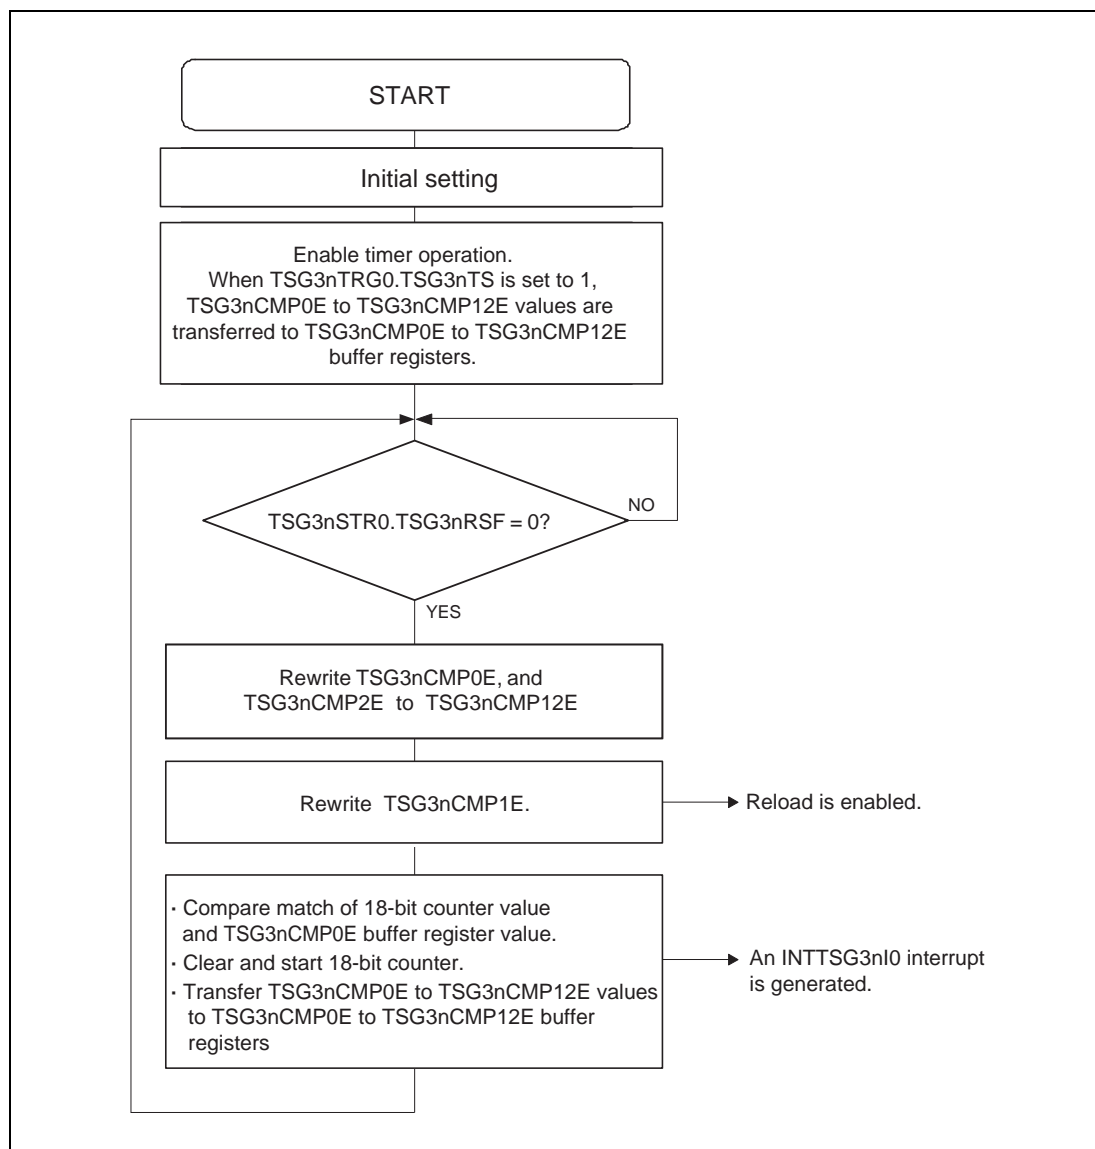 START
Initial setting
Enable timer operation.
When TSG3nTRG0.TSG3nTS is set to 1,
TSG3nCMP0E to TSG3nCMP12E values are
transferred to TSG3nCMP0E to TSG3nCMP12E
buffer registers.
TSG3nSTR0.TSG3nRSF = 0?
NO
YES
Rewrite TSG3nCMP0E, and
TSG3nCMP2E to TSG3nCMP12E
Rewrite TSG3nCMP1E.
Reload is enabled.
· Compare match of 18-bit counter value
and TSG3nCMP0E buffer register value.
· Clear and start 18-bit counter.
· Transfer TSG3nCMP0E to TSG3nCMP12E values
to TSG3nCMP0E to TSG3nCMP12E buffer
registers
An INTTSG3nI0 interrupt
is generated.